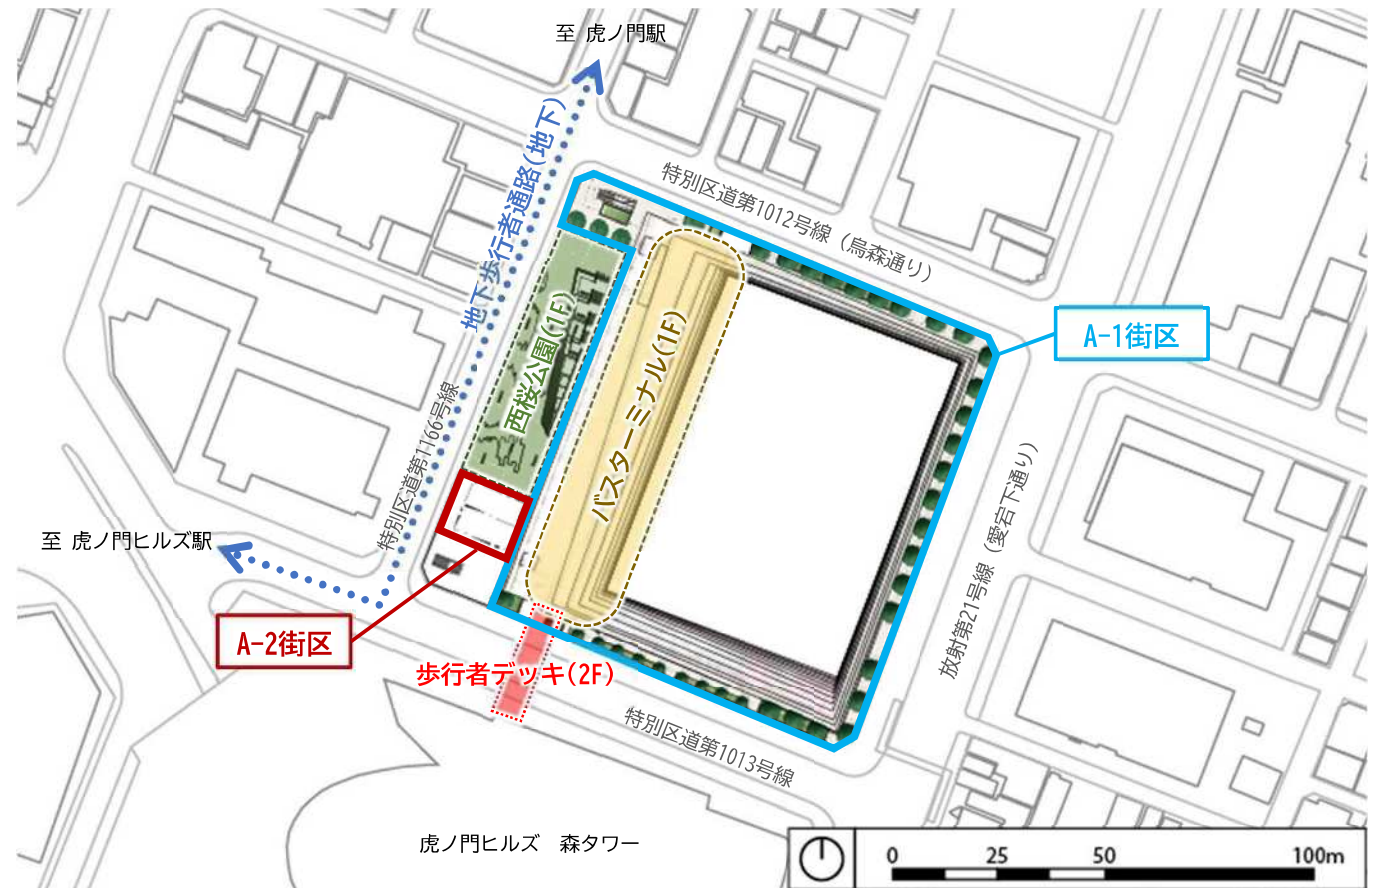 至 虎ノ門駅
地下歩行者通路(地下)
特別区道第1012号線（烏森通り）
A-1街区
西桜公園(1F)
バスターミナル(1F)
特別区道第1166号線
放射第21号線（愛宕下通り）
至 虎ノ門ヒルズ駅
A-2街区
歩行者デッキ(2F)
特別区道第1013号線
虎ノ門ヒルズ　森タワー
0 25 50 100m